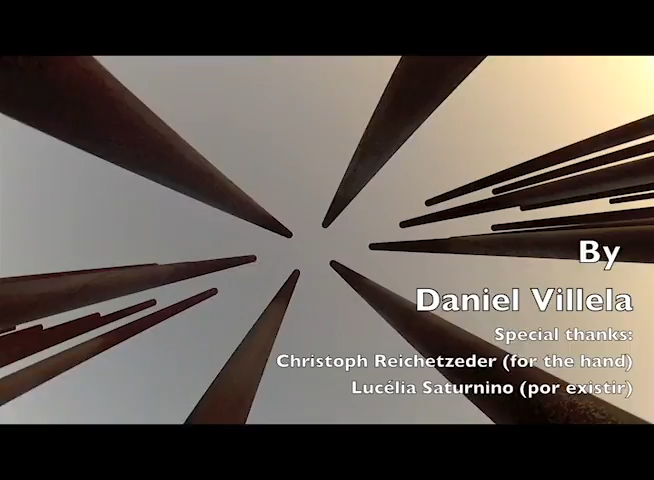 By
Daniel Villela
Special thanks:
Christoph Reichetzeder (for the hand)
Lucélia Saturnino (por existir)